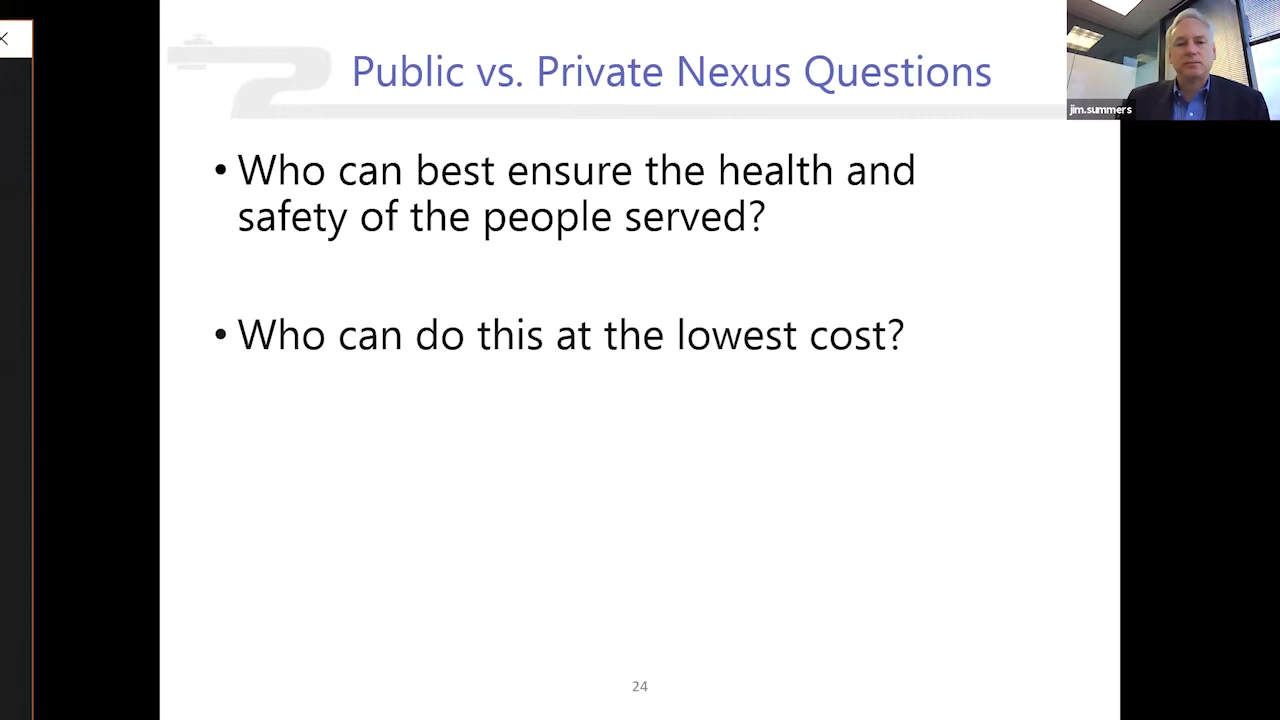 Public vs. Private Nexus Questions
jim.summers
• Who can best ensure the health and
safety of the people served?
• Who can do this at the lowest cost?
24